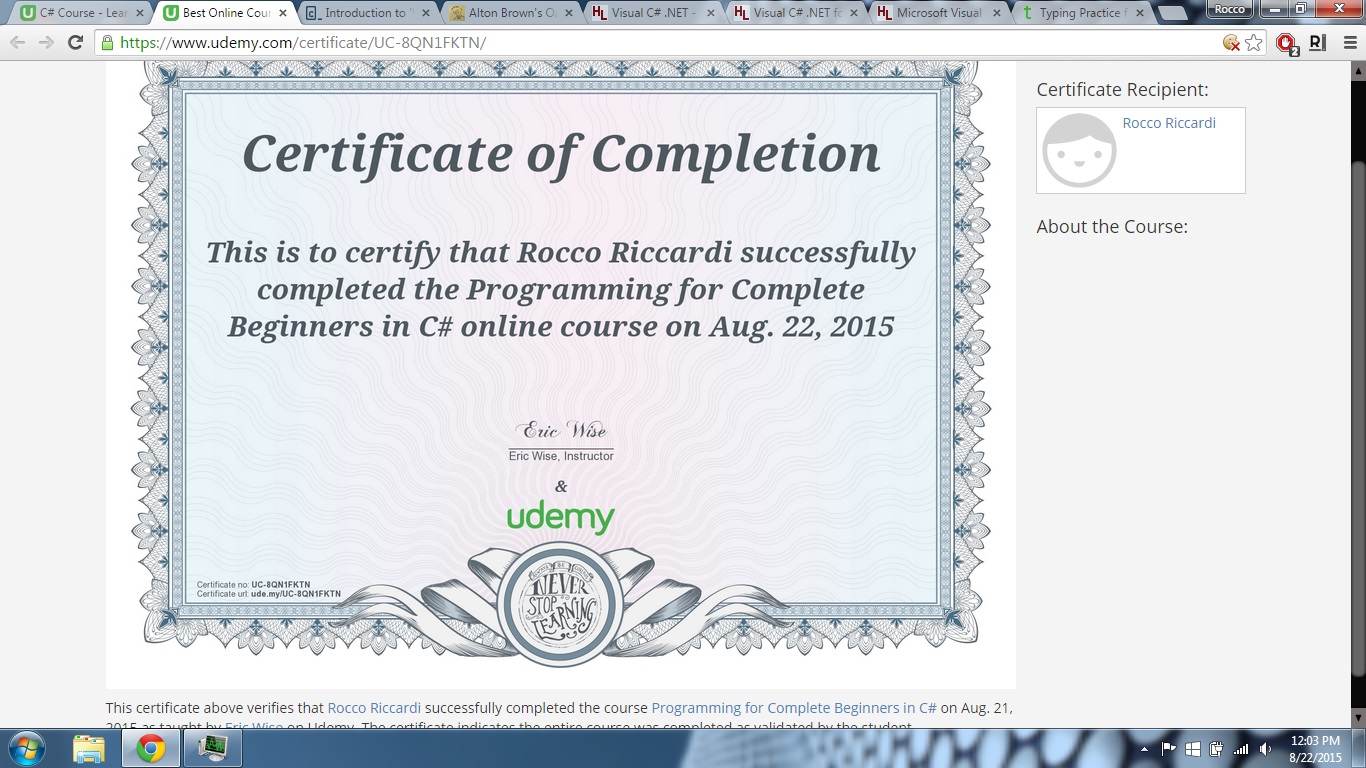 C# Course - Lear
Best Online Cour
Introduction to "
Alton Brown's O
Visual C# .NET -
Visual C# .NET fo
Microsoft Visual
Typing Practice f
Rocco
https://www.udemy.com/certificate/UC-8QN1FKTN/
2
Certificate Recipient:
Rocco Riccardi
About the Course:
Certificate of Completion
This is to certify that Rocco Riccardi successfully
completed the Programming for Complete
Beginners in C# online course on Aug. 22, 2015
Eric Wise
Eric Wise, Instructor
&
udemy
NEVER
STOP
LEARNING
Certificate no: UC-8QN1FKTN
Certificate url: ude.my/UC-8QN1FKTN
This certificate above verifies that Rocco Riccardi successfully completed the course Programming for Complete Beginners in C# on Aug. 21,
2015 as taught by Eric Wise on Udemy. The certificate indicates the entire course was completed as validated by the student.
12:03 PM
8/22/2015